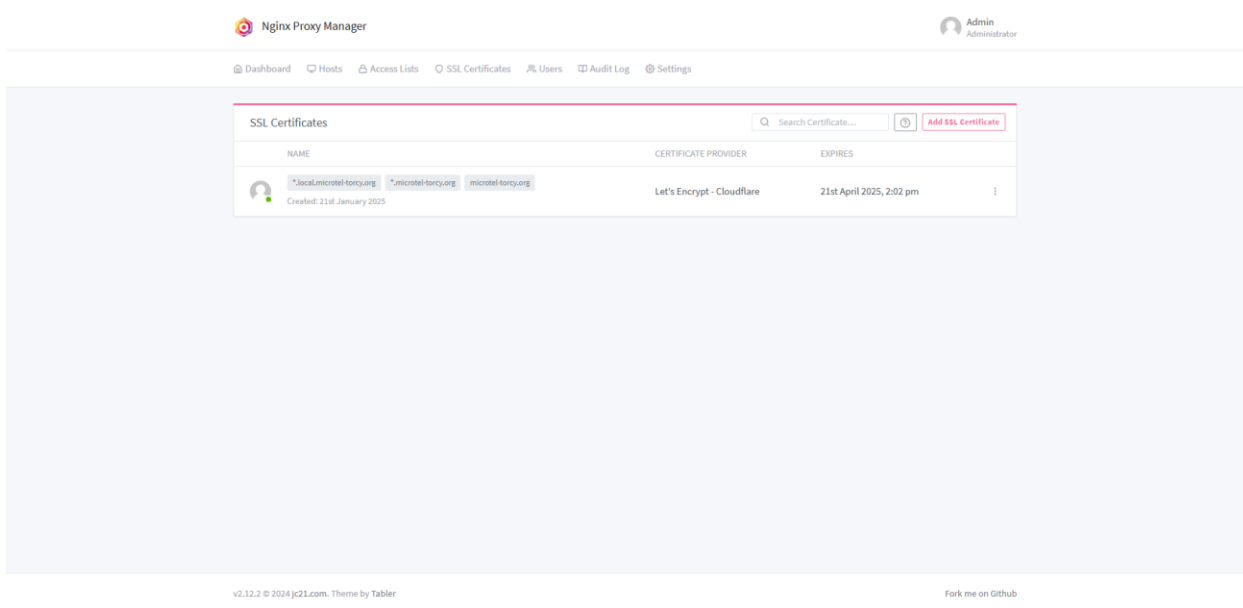 Nginx Proxy Manager
Admin
Administrator
Dashboard Hosts Access Lists SSL Certificates Users Audit Log Settings
SSL Certificates Search Certificate... Add SSL Certificate
NAME CERTIFICATE PROVIDER EXPIRES
*.local.microtel-torcy.org *.microtel-torcy.org microtel-torcy.org
Created: 21st January 2025
Let's Encrypt - Cloudflare 21st April 2025, 2:02 pm
v2.12.2 © 2024 jc21.com. Theme by Tabler Fork me on Github